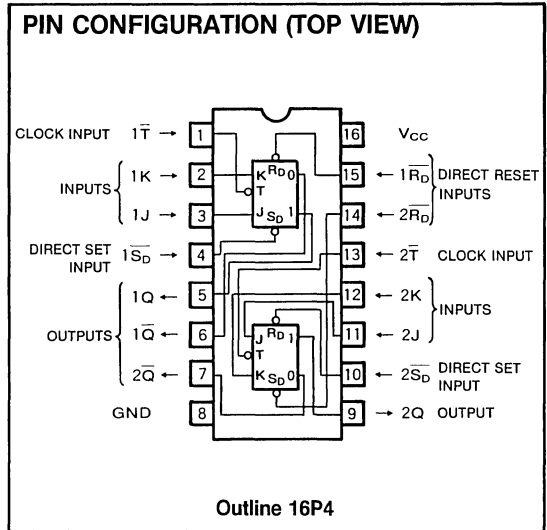 PIN CONFIGURATION (TOP VIEW)
CLOCK INPUT 1T̅ → 1
INPUTS 1K → 2
1J → 3
DIRECT SET INPUT 1S̅D̅ → 4
OUTPUTS 1Q ← 5
1Q̅ ← 6
2Q̅ ← 7
GND 8
16 VCC
15 ← 1R̅D̅ DIRECT RESET INPUTS
14 ← 2R̅D̅
13 ← 2T̅ CLOCK INPUT
12 ← 2K INPUTS
11 ← 2J
10 ← 2S̅D̅ DIRECT SET INPUT
9 → 2Q OUTPUT
K RD 0
T
J SD 1
J RD 1
T
K SD 0
Outline 16P4